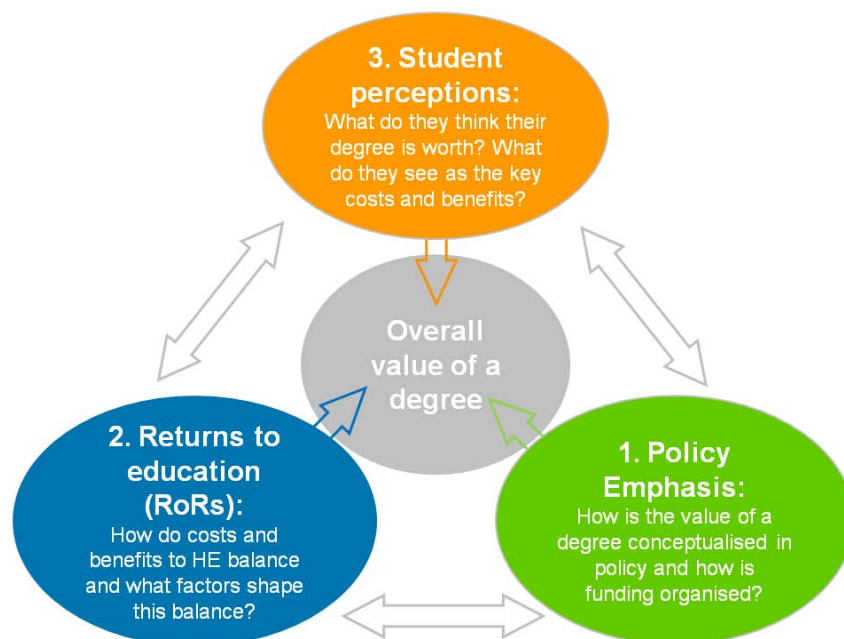 3. Student
perceptions:
What do they think their
degree is worth? What
do they see as the key
costs and benefits?
Overall
value of a
degree
2. Returns to
education
(RoRs):
How do costs and
benefits to HE balance
and what factors shape
this balance?
1. Policy
Emphasis:
How is the value of a
degree conceptualised in
policy and how is
funding organised?